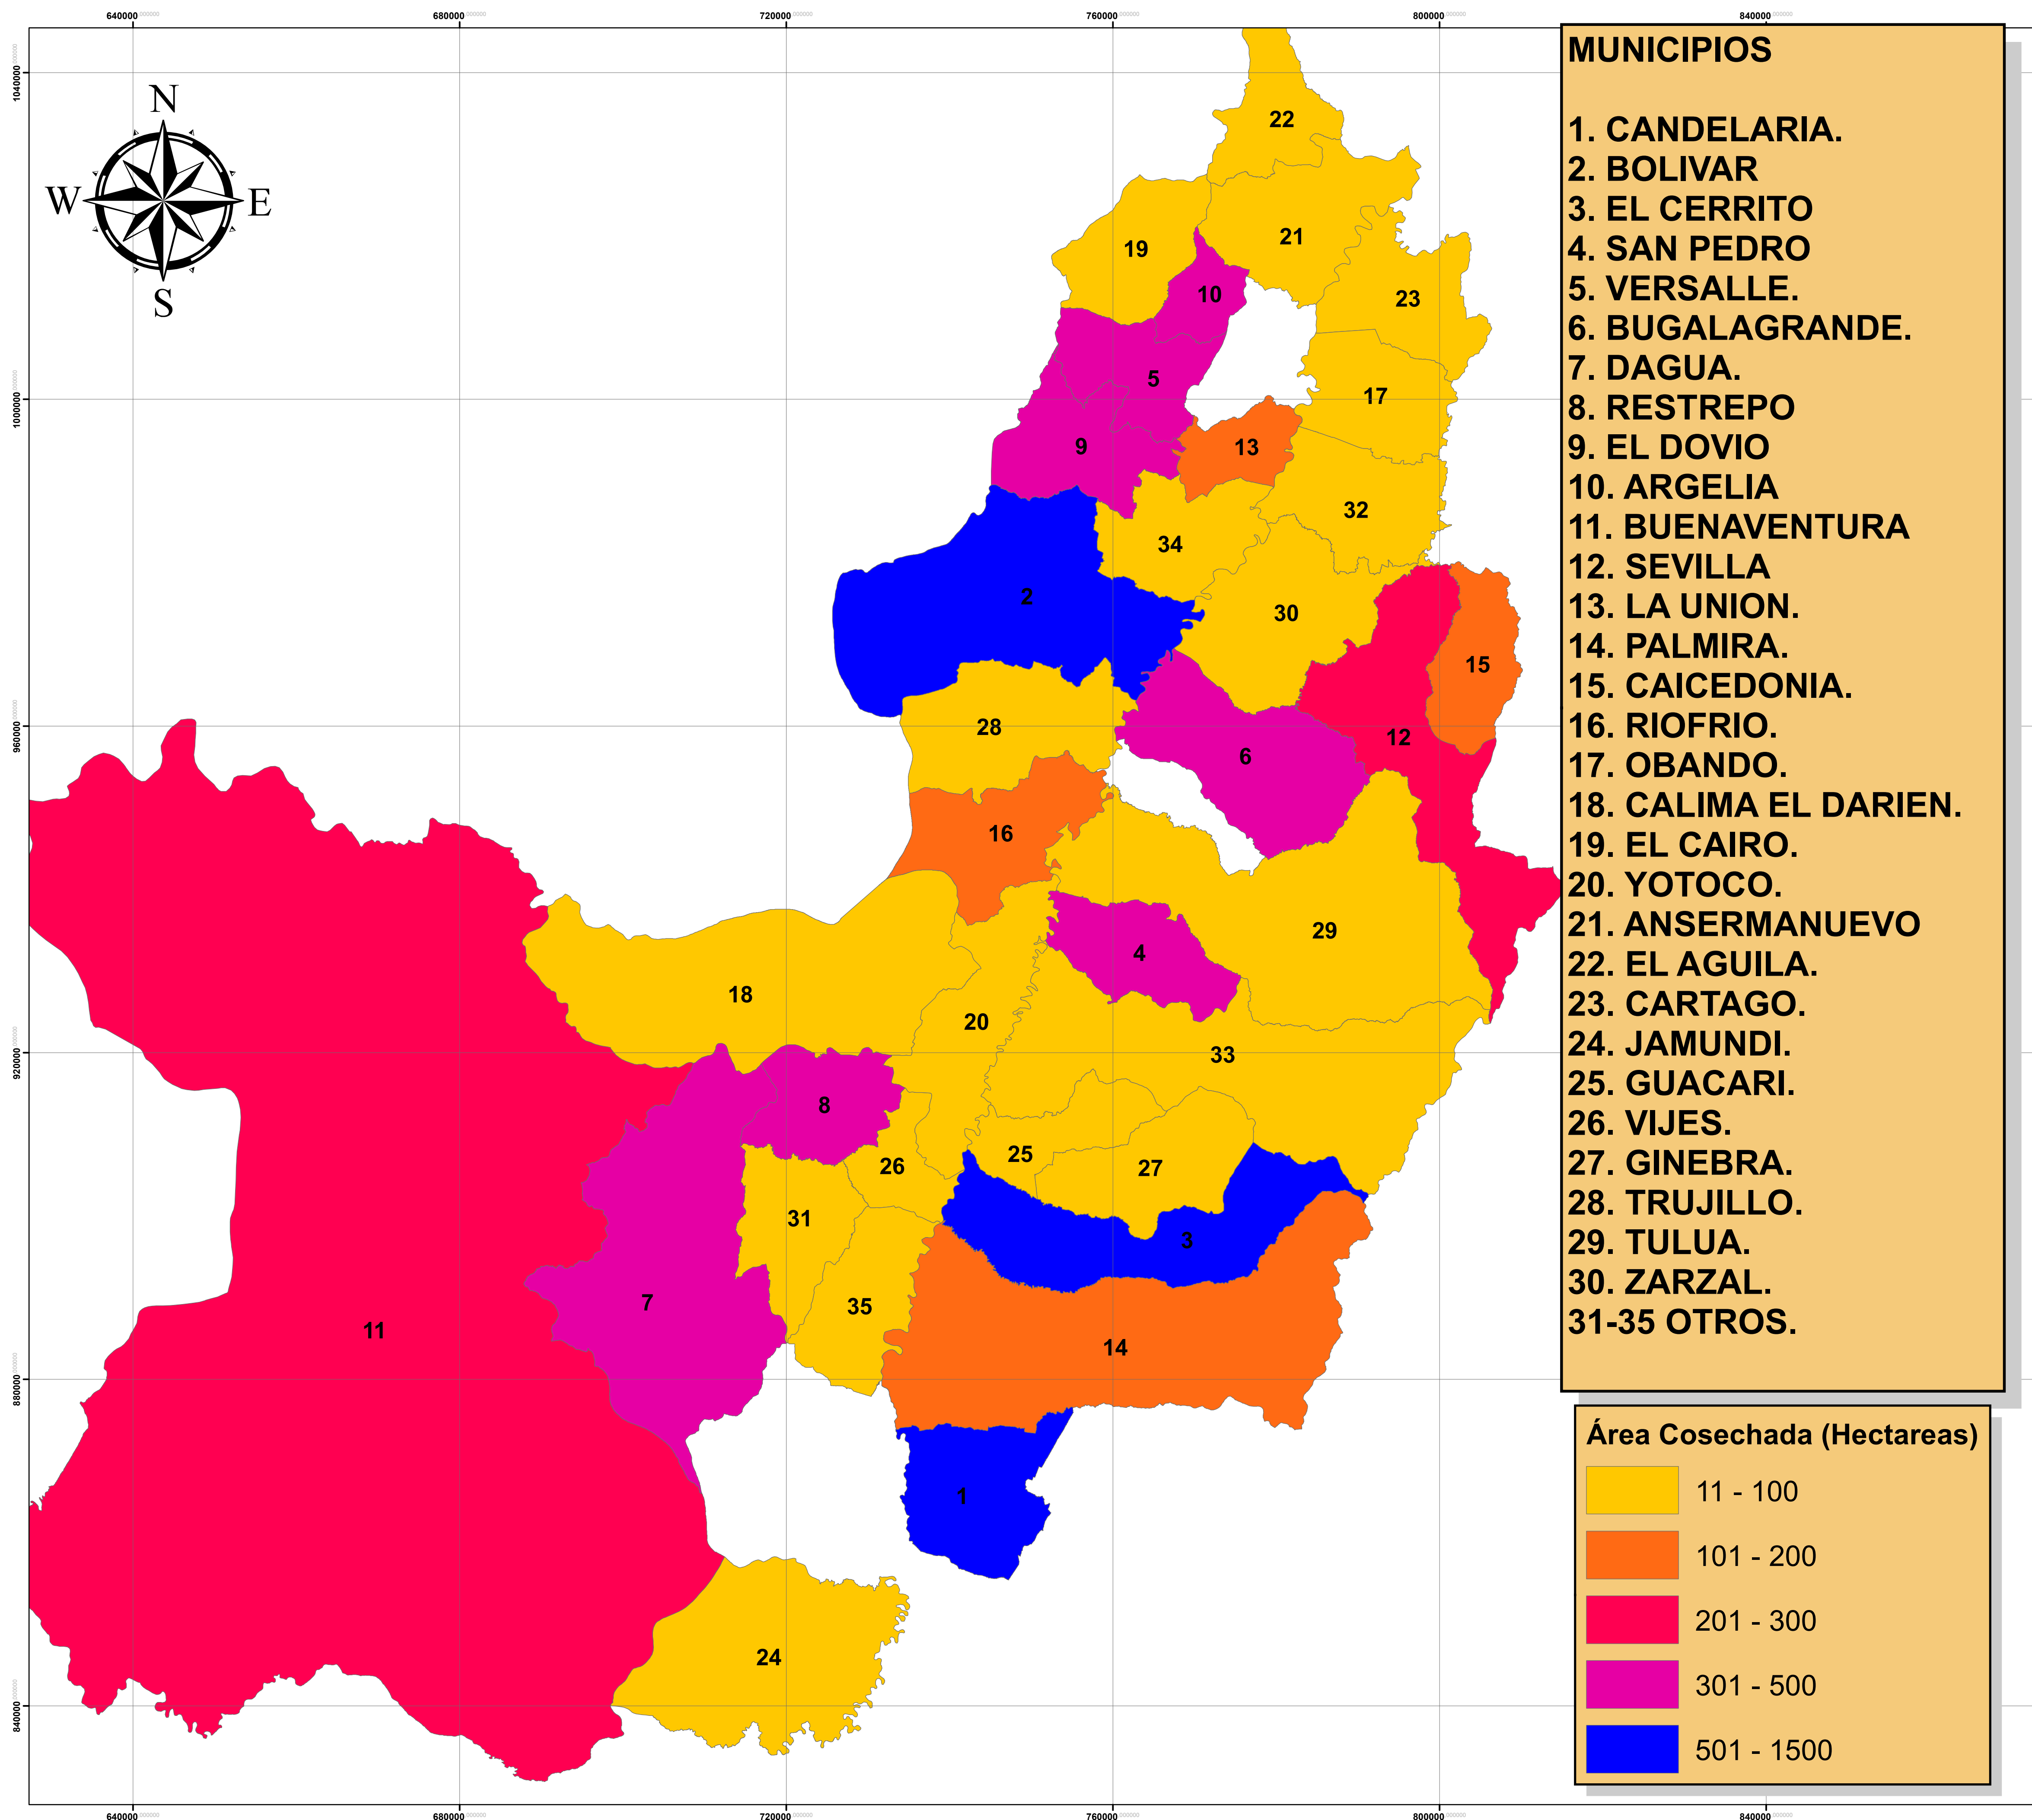 640000 680000 720000 760000 800000 840000
1040000
1000000
960000
920000
880000
840000
N
W E
S
22
21
19
10
23
5
17
9
13
32
34
2
30
15
28
12
6
16
29
4
18
20
33
8
25
26
27
31
3
7
35
11
14
1
24
MUNICIPIOS
1. CANDELARIA.
2. BOLIVAR
3. EL CERRITO
4. SAN PEDRO
5. VERSALLE.
6. BUGALAGRANDE.
7. DAGUA.
8. RESTREPO
9. EL DOVIO
10. ARGELIA
11. BUENAVENTURA
12. SEVILLA
13. LA UNION.
14. PALMIRA.
15. CAICEDONIA.
16. RIOFRIO.
17. OBANDO.
18. CALIMA EL DARIEN.
19. EL CAIRO.
20. YOTOCO.
21. ANSERMANUEVO
22. EL AGUILA.
23. CARTAGO.
24. JAMUNDI.
25. GUACARI.
26. VIJES.
27. GINEBRA.
28. TRUJILLO.
29. TULUA.
30. ZARZAL.
31-35 OTROS.
Área Cosechada (Hectareas)
11 - 100
101 - 200
201 - 300
301 - 500
501 - 1500
640000 680000 720000 760000 800000 840000